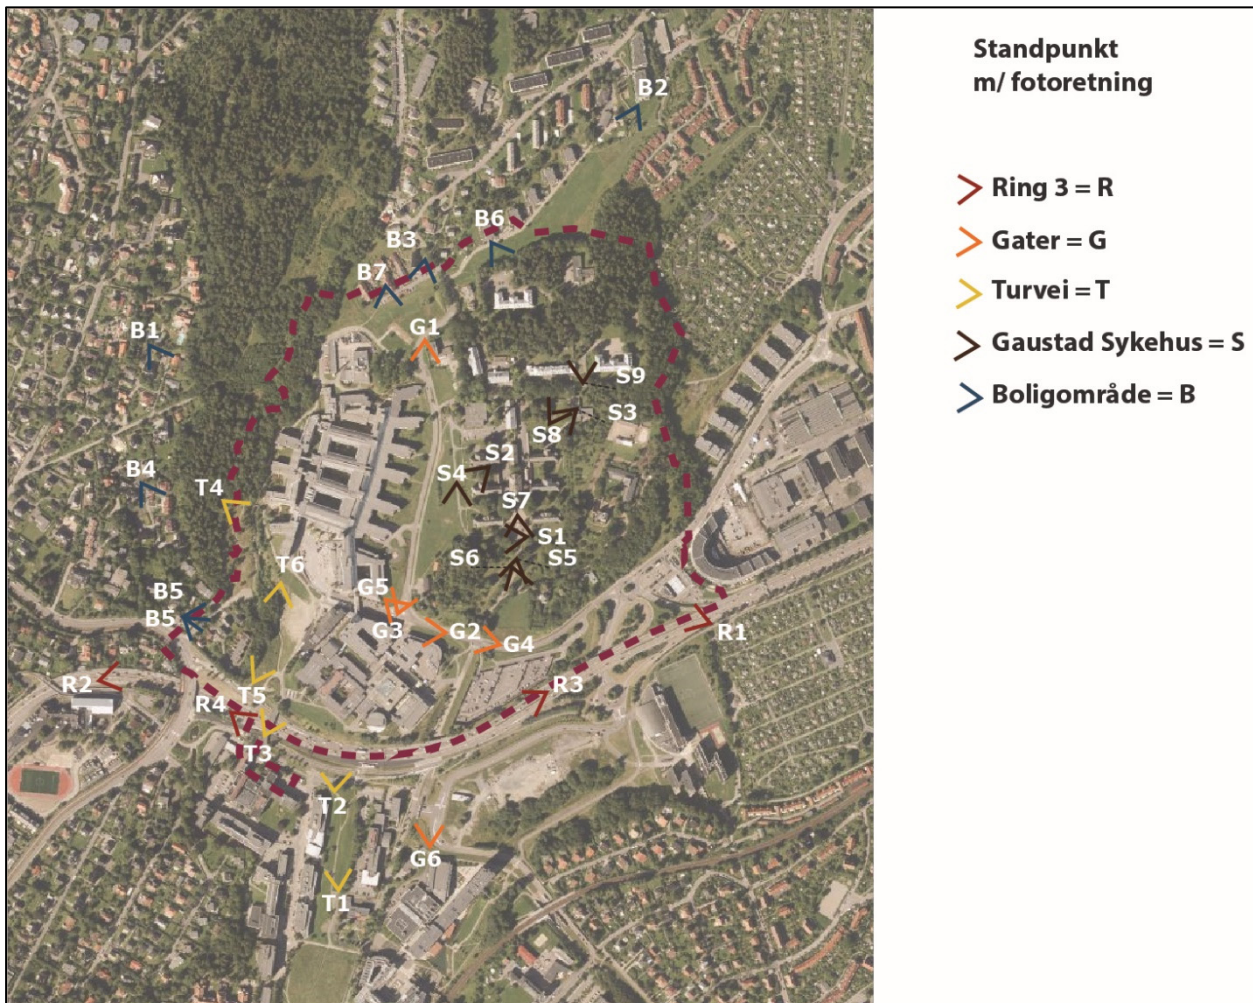 Standpunkt
m/ fotoretning
Ring 3 = R
Gater = G
Turvei = T
Gaustad Sykehus = S
Boligområde = B
B2
B6
B3
B7
B1
G1
S9
S3
S8
S2
S4
B4
T4
S7
S1
S6
S5
T6
G5
B5
B5
G3
G2
G4
R1
R2
T5
R3
R4
T3
T2
G6
T1